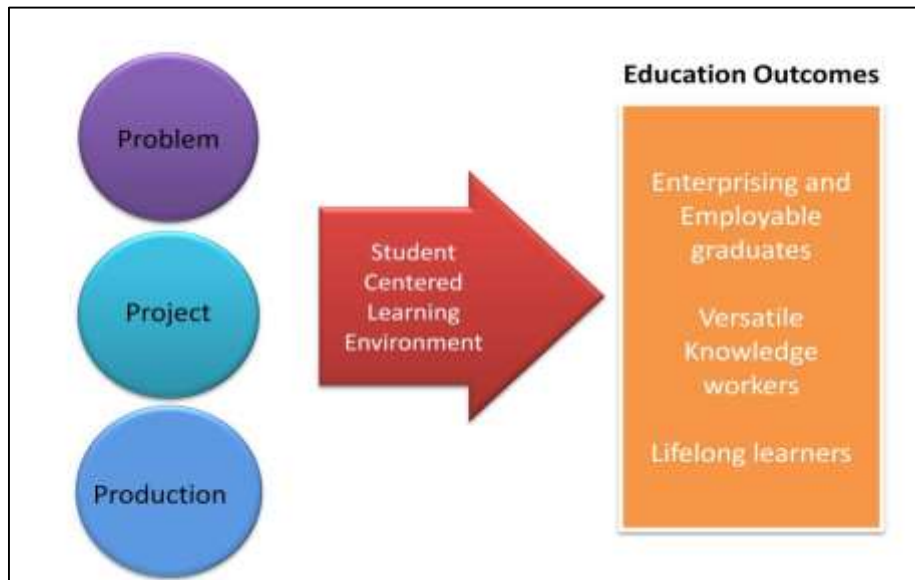 Problem
Project
Production
Student
Centered
Learning
Environment
Education Outcomes
Enterprising and
Employable
graduates
Versatile
Knowledge
workers
Lifelong learners